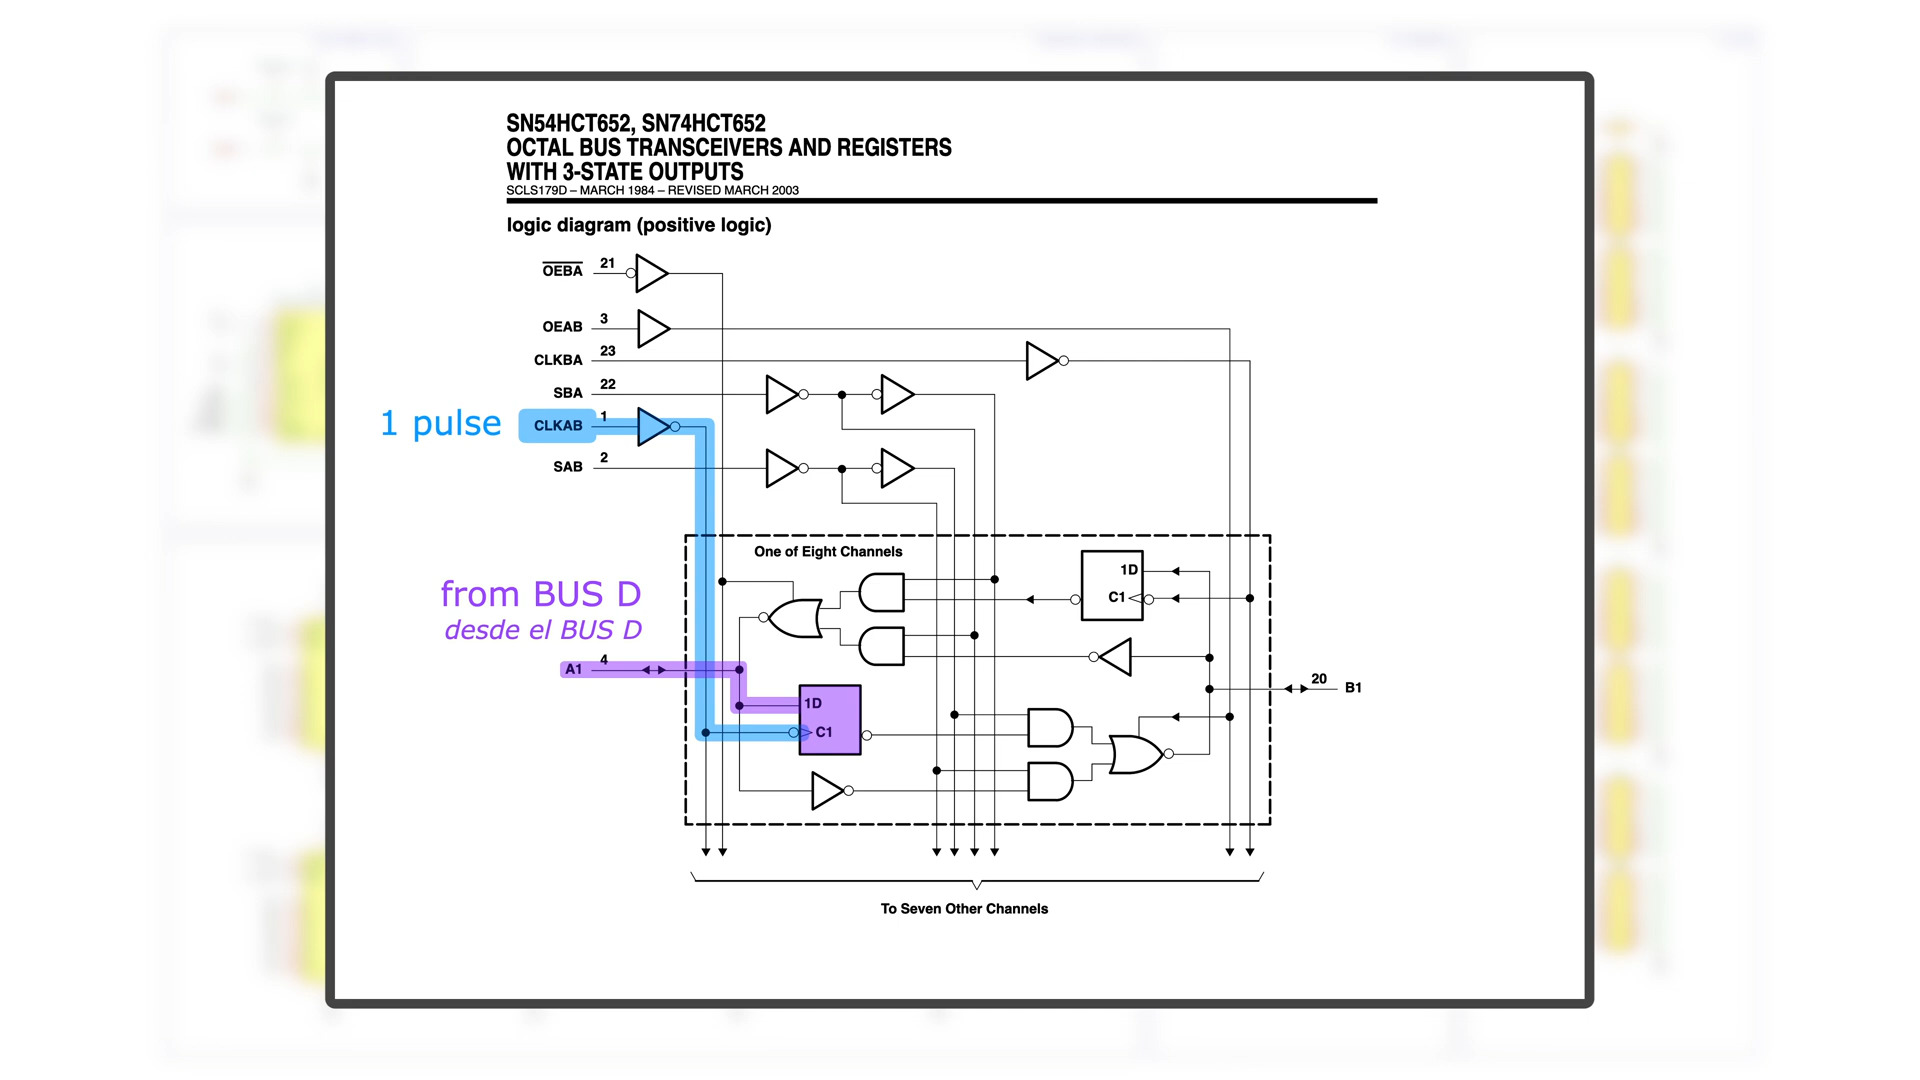 SN54HCT652, SN74HCT652
OCTAL BUS TRANSCEIVERS AND REGISTERS
WITH 3-STATE OUTPUTS
SCLS179D – MARCH 1984 – REVISED MARCH 2003
logic diagram (positive logic)
OEBA 21
OEAB 3
CLKBA 23
SBA 22
1 pulse CLKAB 1
SAB 2
One of Eight Channels
1D
C1
from BUS D
desde el BUS D
A1 4
20 B1
1D
C1
To Seven Other Channels